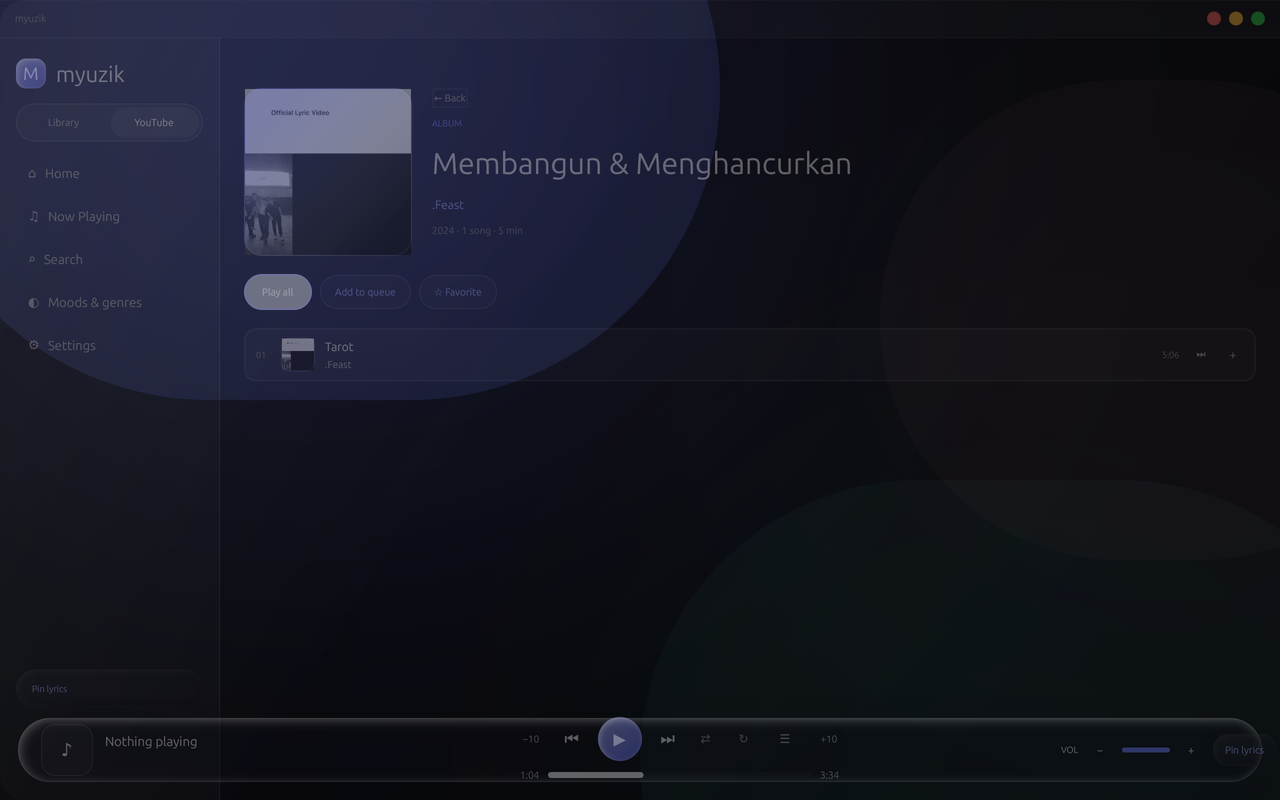 myuzik
M myuzik
Library YouTube
Home
Now Playing
Search
Moods & genres
Settings
Pin lyrics
Official Lyric Video
← Back
ALBUM
Membangun & Menghancurkan
.Feast
2024 · 1 song · 5 min
Play all Add to queue ☆ Favorite
01 Tarot 5:06 +
.Feast
Nothing playing
−10 +10
1:04 3:34
VOL − + Pin lyrics